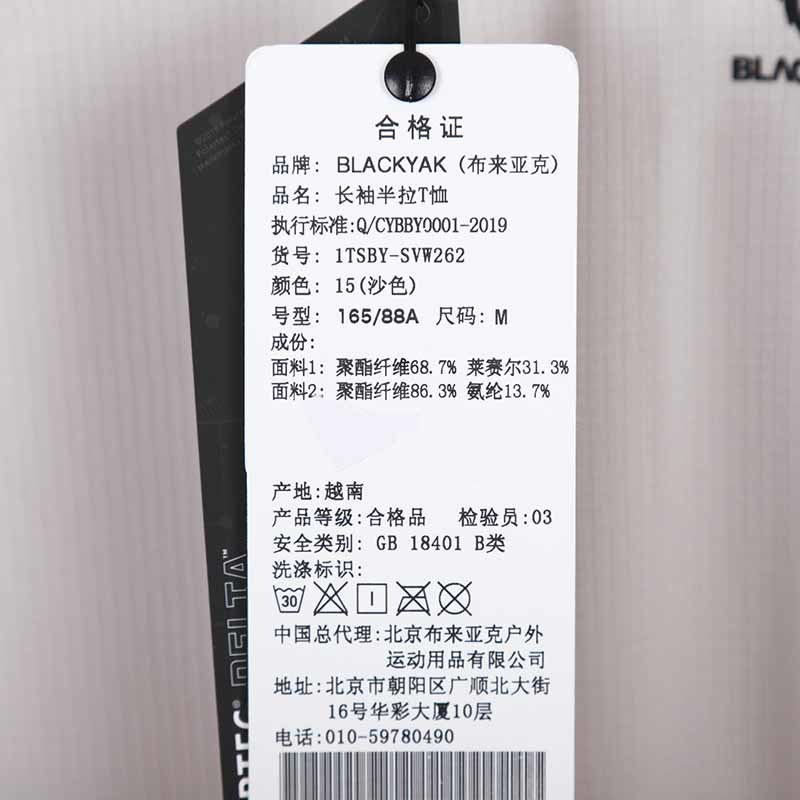 合格证
品牌: BLACKYAK (布来亚克)
品名: 长袖半拉T恤
执行标准:Q/CYBBY0001-2019
货号: 1TSBY-SVW262
颜色: 15(沙色)
号型: 165/88A 尺码: M
成份:
面料1: 聚酯纤维68.7% 莱赛尔31.3%
面料2: 聚酯纤维86.3% 氨纶13.7%
产地:越南
产品等级:合格品 检验员:03
安全类别: GB 18401 B类
洗涤标识:
30
中国总代理:北京布来亚克户外
运动用品有限公司
地址:北京市朝阳区广顺北大街
16号华彩大厦10层
电话:010-59780490
DELTA™